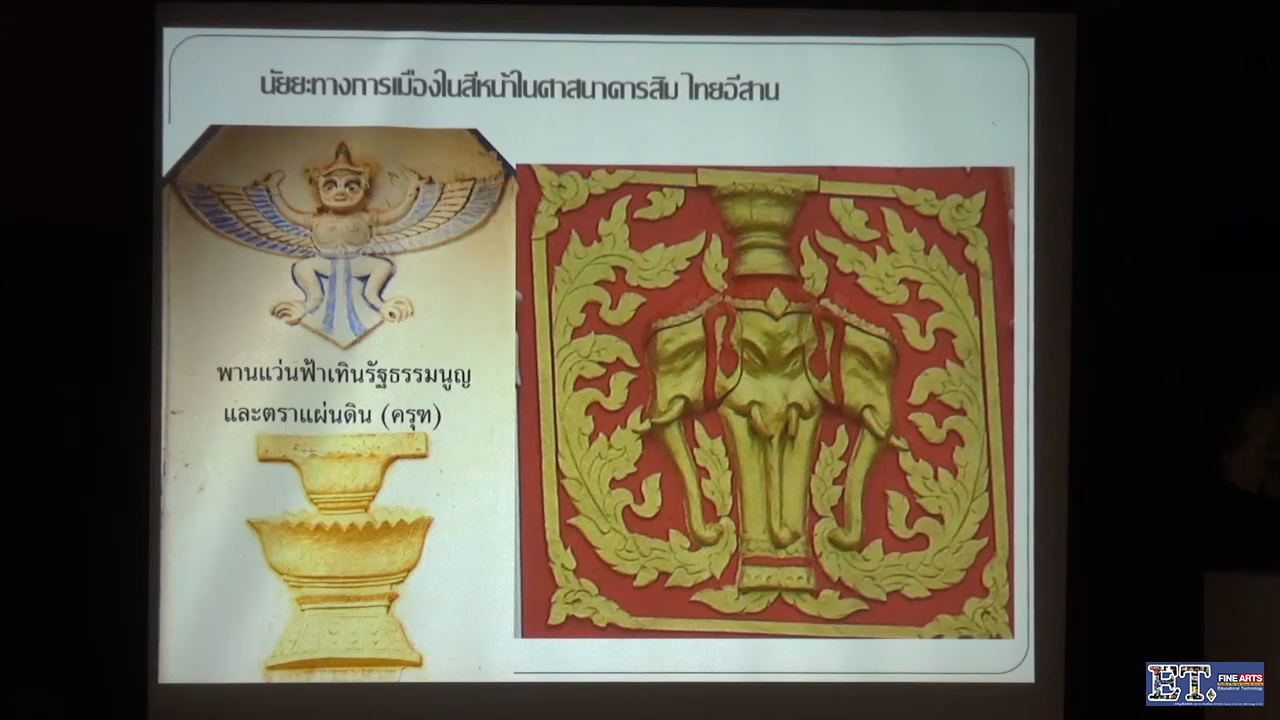 นัยยะทางการเมืองในสีหน้าในศาสนาคารสิม ไทยอีสาน
พานแว่นฟ้าเทินรัฐธรรมนูญ
และตราแผ่นดิน (ครุฑ)
ET.
FINE ARTS
Educational Technology